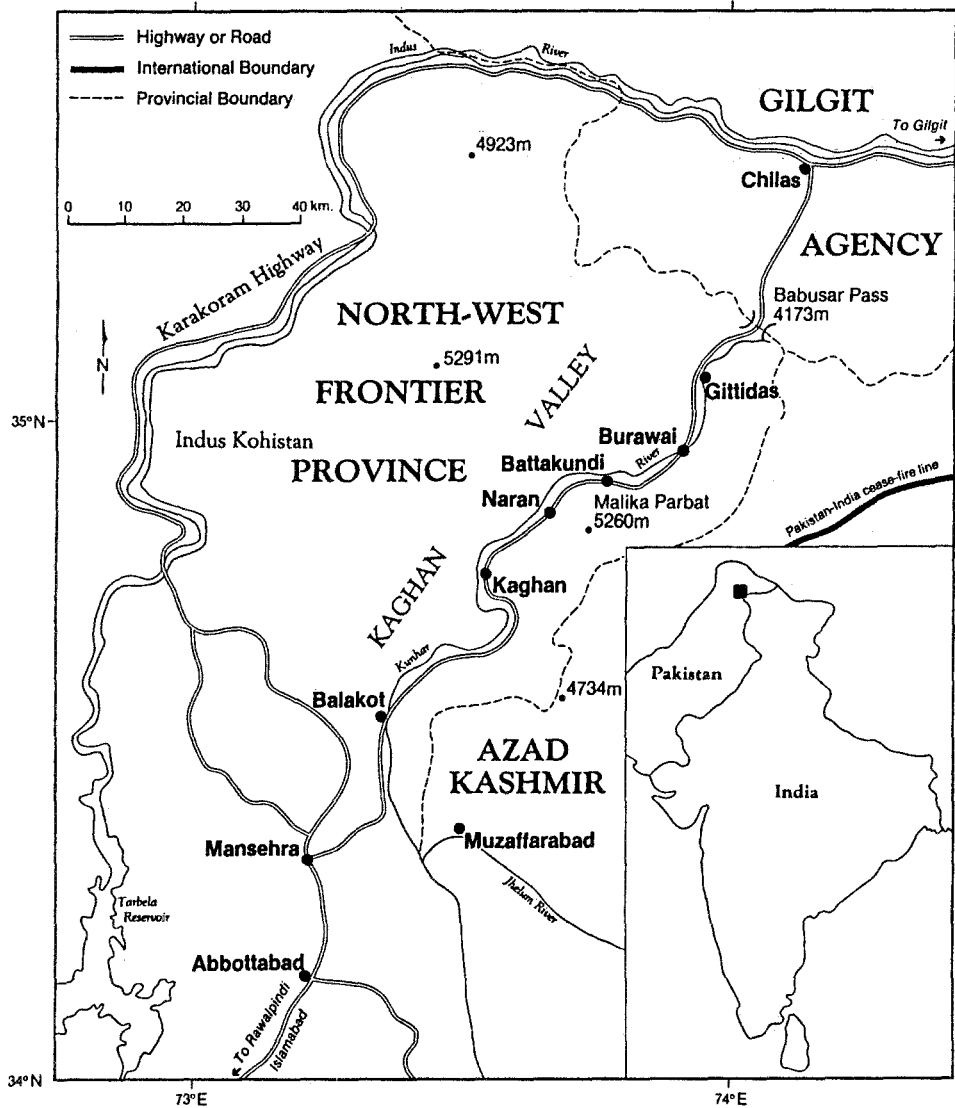 Highway or Road
International Boundary
Provincial Boundary
Indus River
GILGIT
To Gilgit
4923m
Chilas
0 10 20 30 40 km.
AGENCY
Karakoram Highway
Babusar Pass
4173m
NORTH-WEST
N
5291m
VALLEY
FRONTIER
Gittidas
35°N
Indus Kohistan
Burawai
PROVINCE
Battakundi
River
Naran
Malika Parbat
5260m
Pakistan-India cease-fire line
KAGHAN
Kaghan
Kunhar
Pakistan
4734m
Balakot
AZAD
KASHMIR
India
Mansehra
Muzaffarabad
Jhelum River
Tarbela
Reservoir
Abbottabad
To Rawalpindi
Islamabad
34°N
73°E
74°E